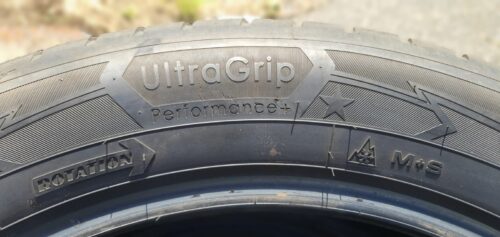 UltraGrip
Performance+
ROTATION
M+S